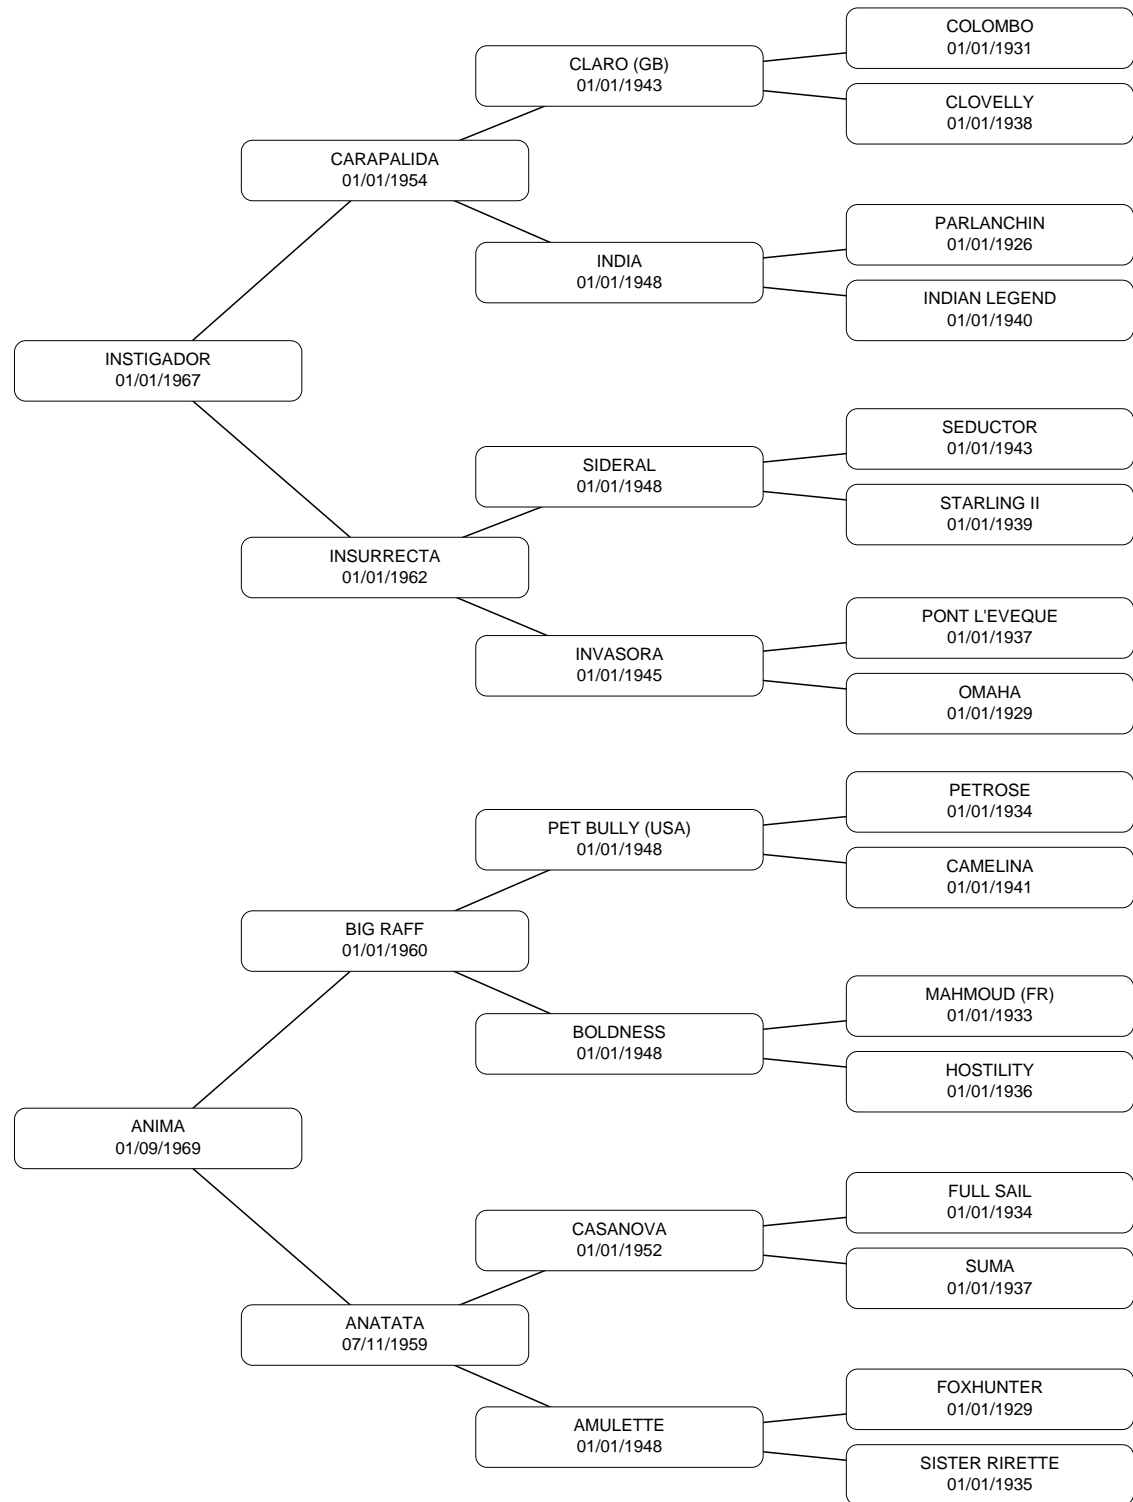 COLOMBO
01/01/1931
CLARO (GB)
01/01/1943
CLOVELLY
01/01/1938
CARAPALIDA
01/01/1954
PARLANCHIN
01/01/1926
INDIA
01/01/1948
INDIAN LEGEND
01/01/1940
INSTIGADOR
01/01/1967
SEDUCTOR
01/01/1943
SIDERAL
01/01/1948
STARLING II
01/01/1939
INSURRECTA
01/01/1962
PONT L'EVEQUE
01/01/1937
INVASORA
01/01/1945
OMAHA
01/01/1929
PETROSE
01/01/1934
PET BULLY (USA)
01/01/1948
CAMELINA
01/01/1941
BIG RAFF
01/01/1960
MAHMOUD (FR)
01/01/1933
BOLDNESS
01/01/1948
HOSTILITY
01/01/1936
ANIMA
01/09/1969
FULL SAIL
01/01/1934
CASANOVA
01/01/1952
SUMA
01/01/1937
ANATATA
07/11/1959
FOXHUNTER
01/01/1929
AMULETTE
01/01/1948
SISTER RIRETTE
01/01/1935